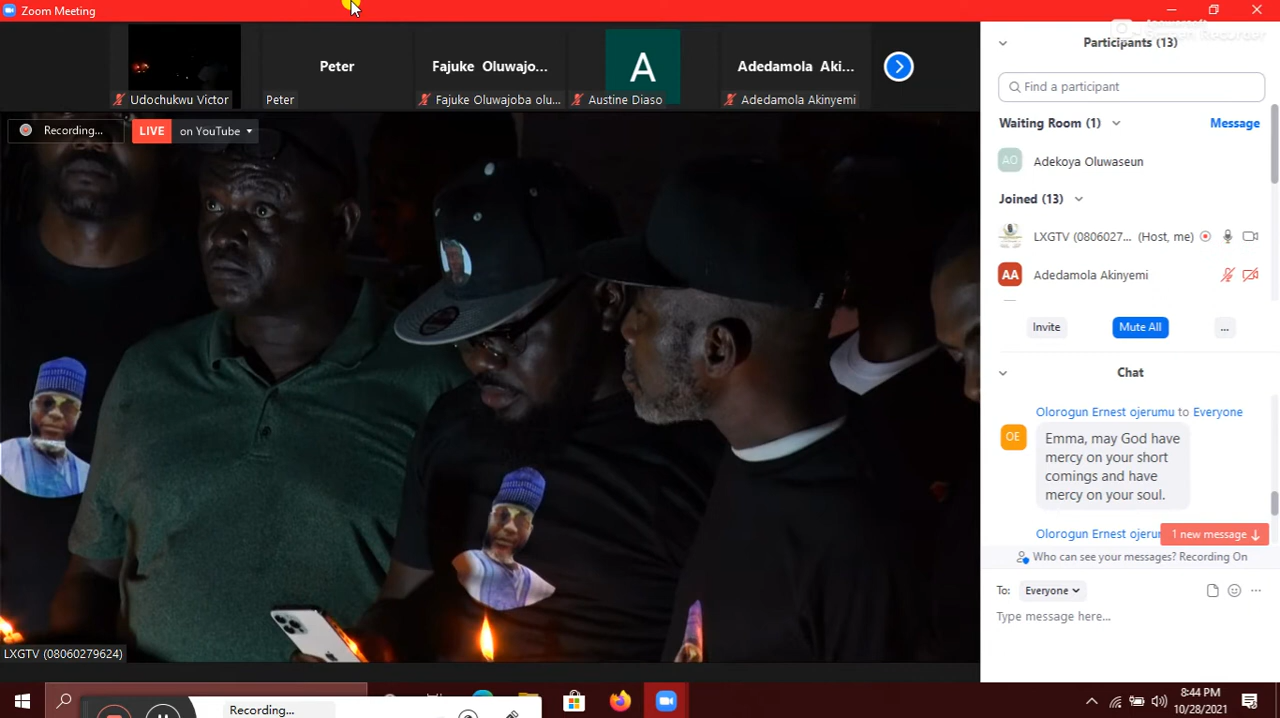 Zoom Meeting
Udochukwu Victor
Peter
Peter
Fajuke Oluwajo...
Fajuke Oluwajoba olu...
A
Austine Diaso
Adedamola Aki...
Adedamola Akinyemi
Recording...
LIVE on YouTube
LXGTV (08060279624)
Participants (13)
Find a participant
Waiting Room (1)
Message
AO
Adekoya Oluwaseun
Joined (13)
LXGTV (0806027... (Host, me)
AA
Adedamola Akinyemi
Invite
Mute All
...
Chat
Olorogun Ernest ojerumu to Everyone
OE
Emma, may God have
mercy on your short
comings and have
mercy on your soul.
Olorogun Ernest ojerum
1 new message
Who can see your messages? Recording On
To: Everyone
Type message here...
Recording...
8:44 PM
10/28/2021